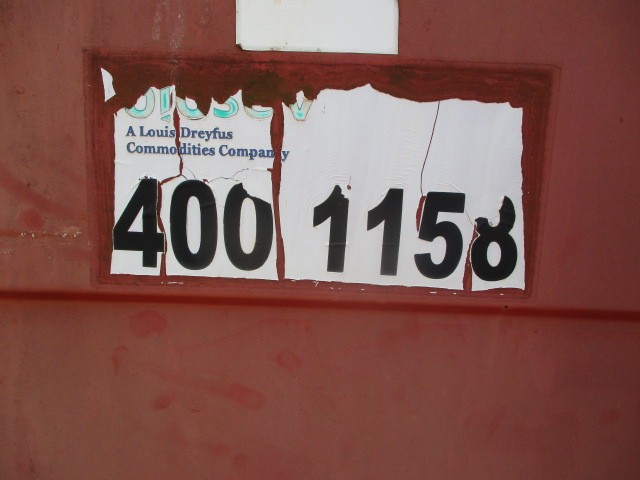 A Louis Dreyfus
Commodities Company
400 1158